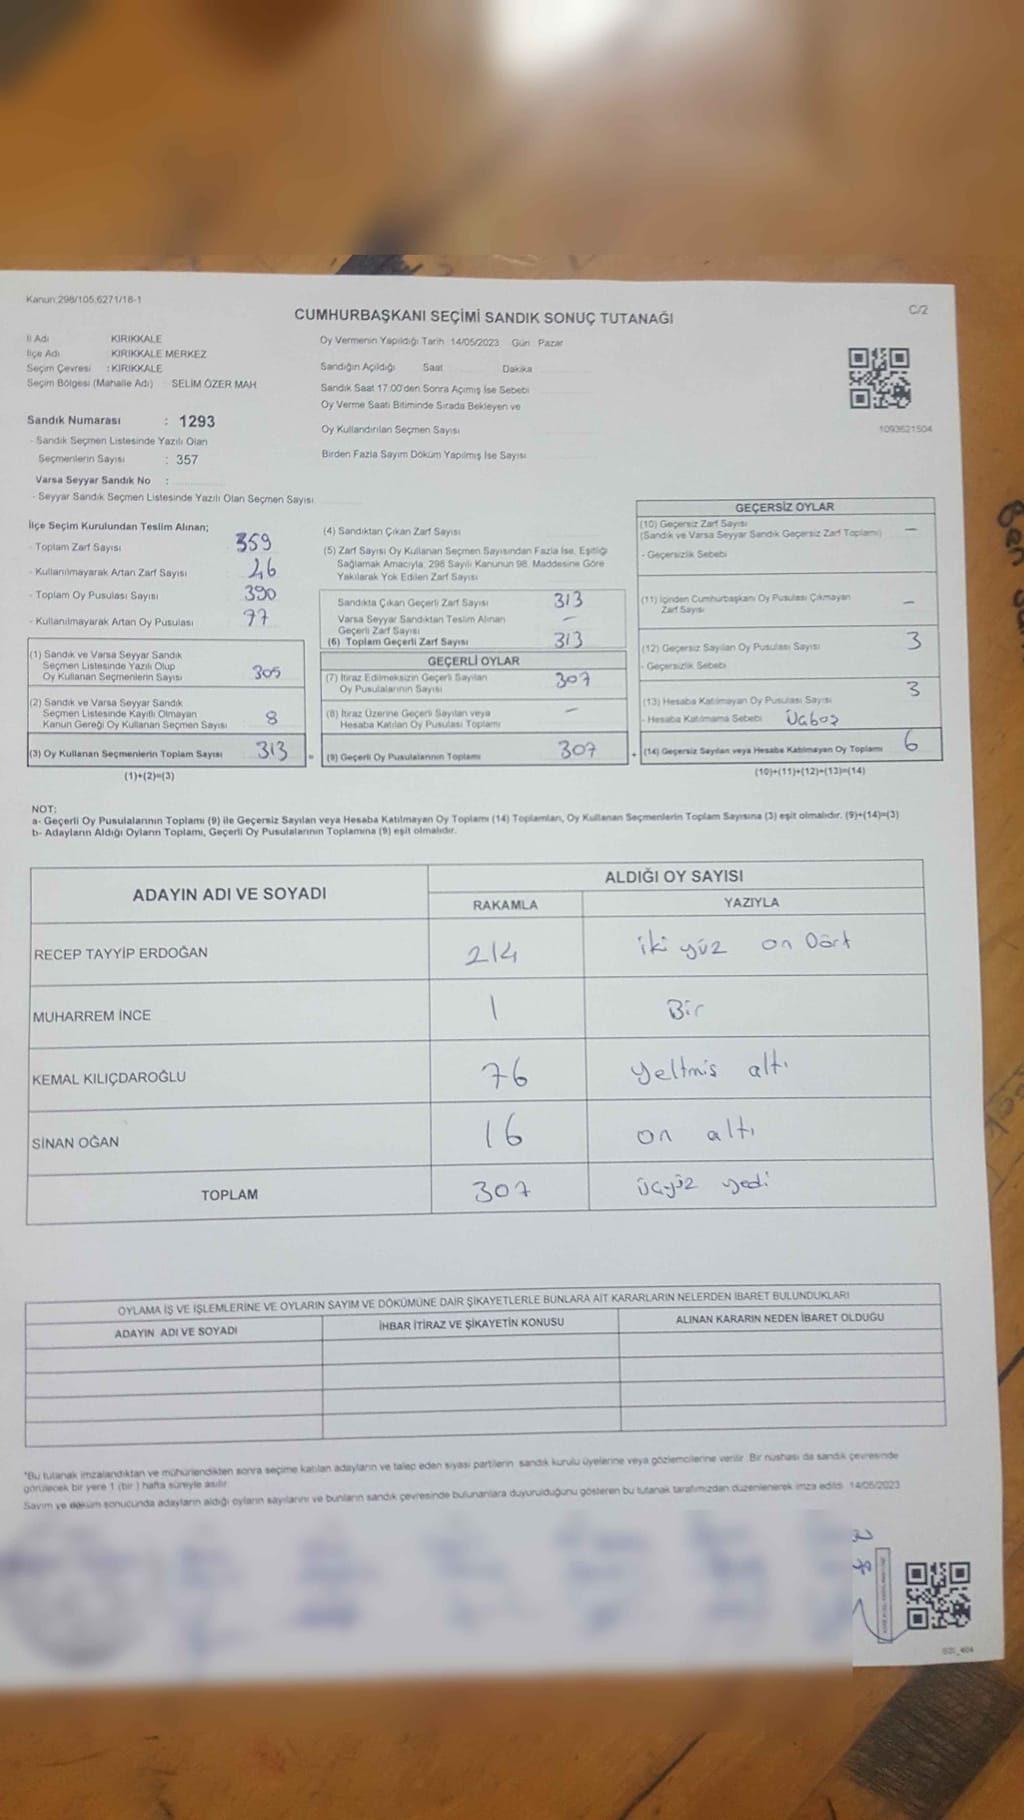 Kanun:298/105,6271/18-1
C/2
CUMHURBAŞKANI SEÇİMİ SANDIK SONUÇ TUTANAĞI
İl Adı KIRIKKALE
İlçe Adı : KIRIKKALE MERKEZ
Seçim Çevresi : KIRIKKALE
Seçim Bölgesi (Mahalle Adı) : SELİM ÖZER MAH
Sandık Numarası : 1293
- Sandık Seçmen Listesinde Yazılı Olan
Seçmenlerin Sayısı : 357
Varsa Seyyar Sandık No :
- Seyyar Sandık Seçmen Listesinde Yazılı Olan Seçmen Sayısı
Oy Vermenin Yapıldığı Tarih : 14/05/2023 Gün : Pazar
Sandığın Açıldığı Saat Dakika
Sandık Saat 17:00'den Sonra Açımış İse Sebebi
Oy Verme Saati Bitiminde Sırada Bekleyen ve
Oy Kullandırılan Seçmen Sayısı
Birden Fazla Sayım Döküm Yapılmış İse Sayısı
1093621504
İlçe Seçim Kurulundan Teslim Alınan;
- Toplam Zarf Sayısı 359
- Kullanılmayarak Artan Zarf Sayısı 46
- Toplam Oy Pusulası Sayısı 390
- Kullanılmayarak Artan Oy Pusulası 77
(1) Sandık ve Varsa Seyyar Sandık
Seçmen Listesinde Yazılı Olup
Oy Kullanan Seçmenlerin Sayısı 305
(2) Sandık ve Varsa Seyyar Sandık
Seçmen Listesinde Kayıtlı Olmayan
Kanun Gereği Oy Kullanan Seçmen Sayısı 8
(3) Oy Kullanan Seçmenlerin Toplam Sayısı 313 =
(1)+(2)=(3)
(4) Sandıktan Çıkan Zarf Sayısı
(5) Zarf Sayısı Oy Kullanan Seçmen Sayısından Fazla İse, Eşitliği
Sağlamak Amacıyla, 298 Sayılı Kanunun 98. Maddesine Göre
Yakılarak Yok Edilen Zarf Sayısı
Sandıkta Çıkan Geçerli Zarf Sayısı 313
Varsa Seyyar Sandıktan Teslim Alınan
Geçerli Zarf Sayısı –
(6) Toplam Geçerli Zarf Sayısı 313
GEÇERLİ OYLAR
(7) İtiraz Edilmeksizin Geçerli Sayılan
Oy Pusulalarının Sayısı 307
(8) İtiraz Üzerine Geçerli Sayılan veya
Hesaba Katılan Oy Pusulası Toplamı –
(9) Geçerli Oy Pusulalarının Toplamı 307 +
GEÇERSİZ OYLAR
(10) Geçersiz Zarf Sayısı
(Sandık ve Varsa Seyyar Sandık Geçersiz Zarf Toplamı) –
- Geçersizlik Sebebi
(11) İçinden Cumhurbaşkanı Oy Pusulası Çıkmayan
Zarf Sayısı –
(12) Geçersiz Sayılan Oy Pusulası Sayısı 3
- Geçersizlik Sebebi
(13) Hesaba Katılmayan Oy Pusulası Sayısı 3
- Hesaba Katılmama Sebebi
(14) Geçersiz Sayılan veya Hesaba Katılmayan Oy Toplamı 6
(10)+(11)+(12)+(13)=(14)
NOT:
a- Geçerli Oy Pusulalarının Toplamı (9) ile Geçersiz Sayılan veya Hesaba Katılmayan Oy Toplamı (14) Toplamları, Oy Kullanan Seçmenlerin Toplam Sayısına (3) eşit olmalıdır. (9)+(14)=(3)
b- Adayların Aldığı Oyların Toplamı, Geçerli Oy Pusulalarının Toplamına (9) eşit olmalıdır.
ADAYIN ADI VE SOYADI
ALDIĞI OY SAYISI
RAKAMLA YAZIYLA
RECEP TAYYİP ERDOĞAN 214 iki yüz on Dört
MUHARREM İNCE 1 Bir
KEMAL KILIÇDAROĞLU 76 yeltmis altı
SİNAN OĞAN 16 on altı
TOPLAM 307 üçyüz yedi
OYLAMA İŞ VE İŞLEMLERİNE VE OYLARIN SAYIM VE DÖKÜMÜNE DAİR ŞİKAYETLERLE BUNLARA AİT KARARLARIN NELERDEN İBARET BULUNDUKLARI
ADAYIN ADI VE SOYADI İHBAR İTİRAZ VE ŞİKAYETİN KONUSU ALINAN KARARIN NEDEN İBARET OLDUĞU
*Bu tutanak imzalandıktan ve mühürlendikten sonra seçime katılan adayların ve talep eden siyasi partilerin sandık kurulu üyelerine veya gözlemcilerine verilir. Bir nüshası da sandık çevresinde
görülecek bir yere 1 (bir ) hafta süreyle asılır.
Sayım ve döküm sonucunda adayların aldığı oyların sayılarını ve bunların sandık çevresinde bulunanlara duyurulduğunu gösteren bu tutanak tarafımızdan düzenlenerek imza edildi. 14/05/2023